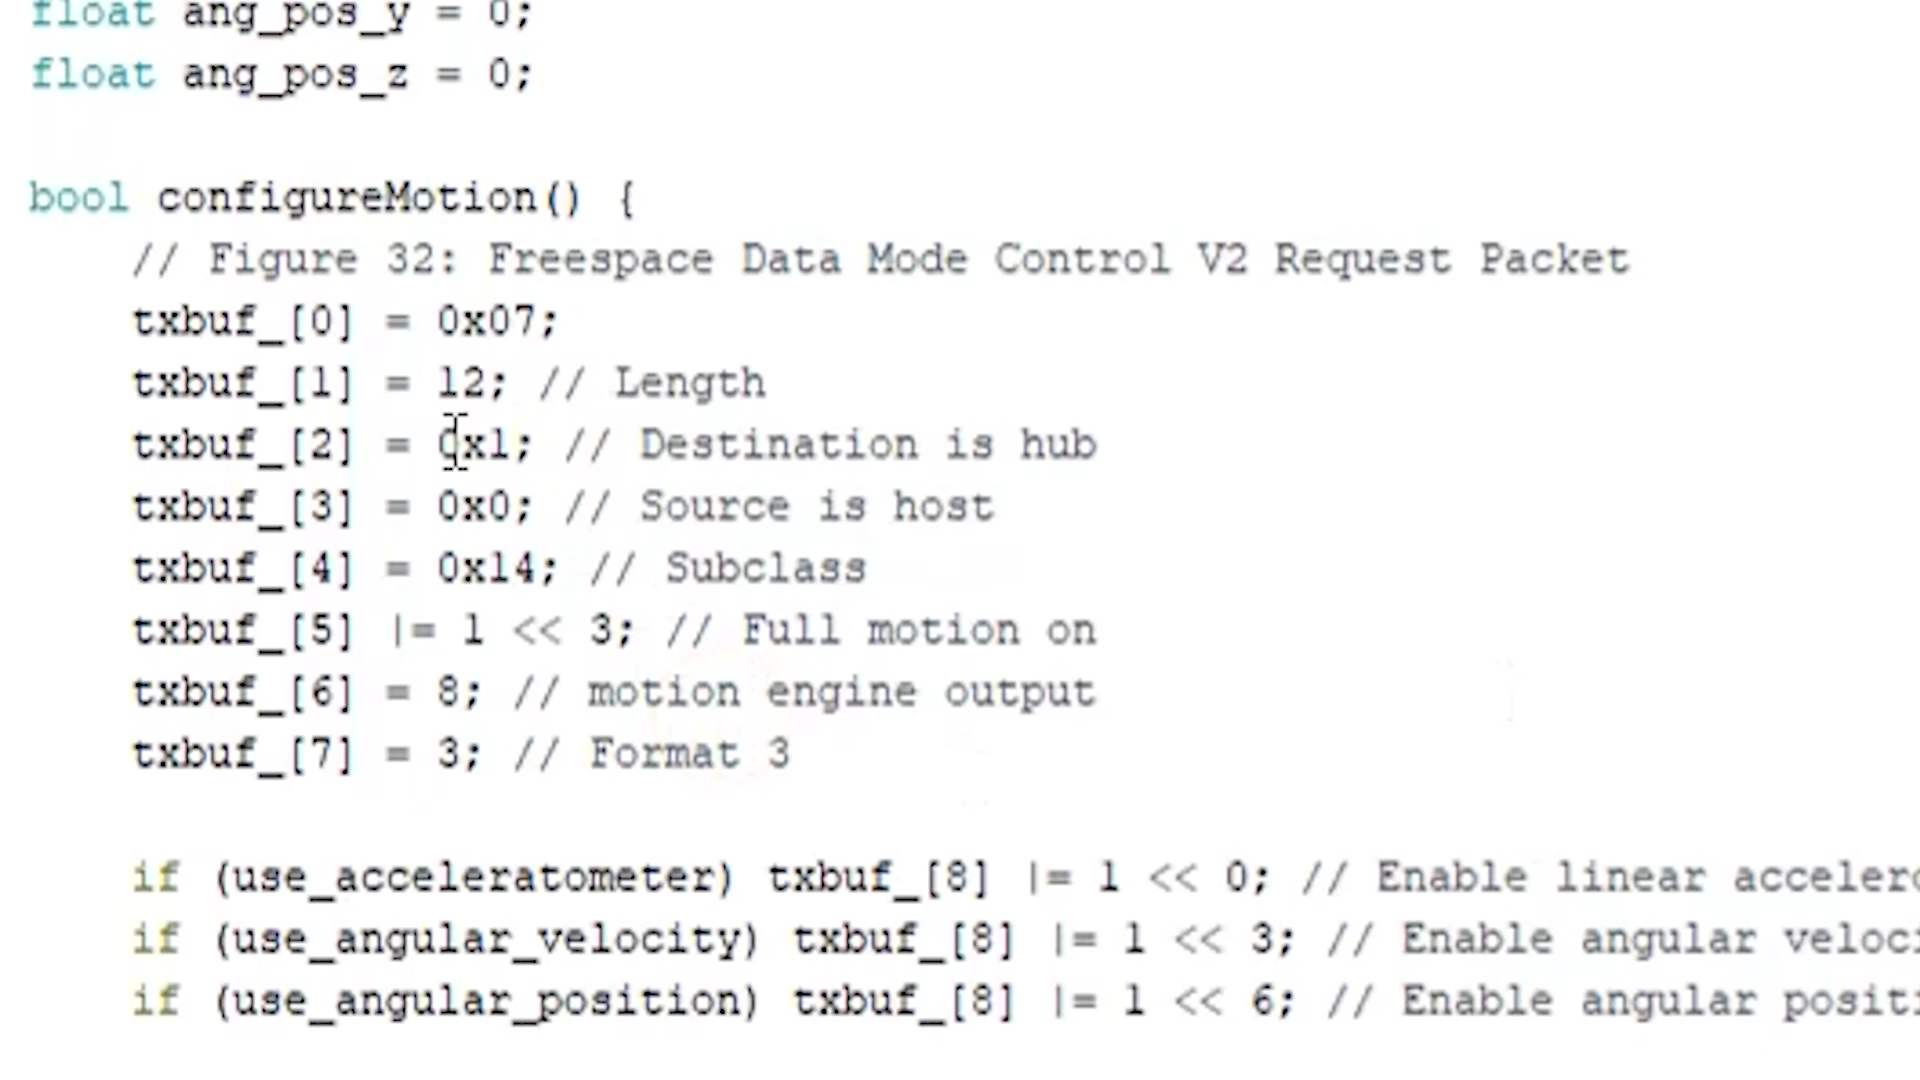 float ang_pos_y = 0;
float ang_pos_z = 0;
bool configureMotion() {
// Figure 32: Freespace Data Mode Control V2 Request Packet
txbuf_[0] = 0x07;
txbuf_[1] = 12; // Length
txbuf_[2] = 0x1; // Destination is hub
txbuf_[3] = 0x0; // Source is host
txbuf_[4] = 0x14; // Subclass
txbuf_[5] |= 1 << 3; // Full motion on
txbuf_[6] = 8; // motion engine output
txbuf_[7] = 3; // Format 3
if (use_acceleratometer) txbuf_[8] |= 1 << 0; // Enable linear
if (use_angular_velocity) txbuf_[8] |= 1 << 3; // Enable angular
if (use_angular_position) txbuf_[8] |= 1 << 6; // Enable angular